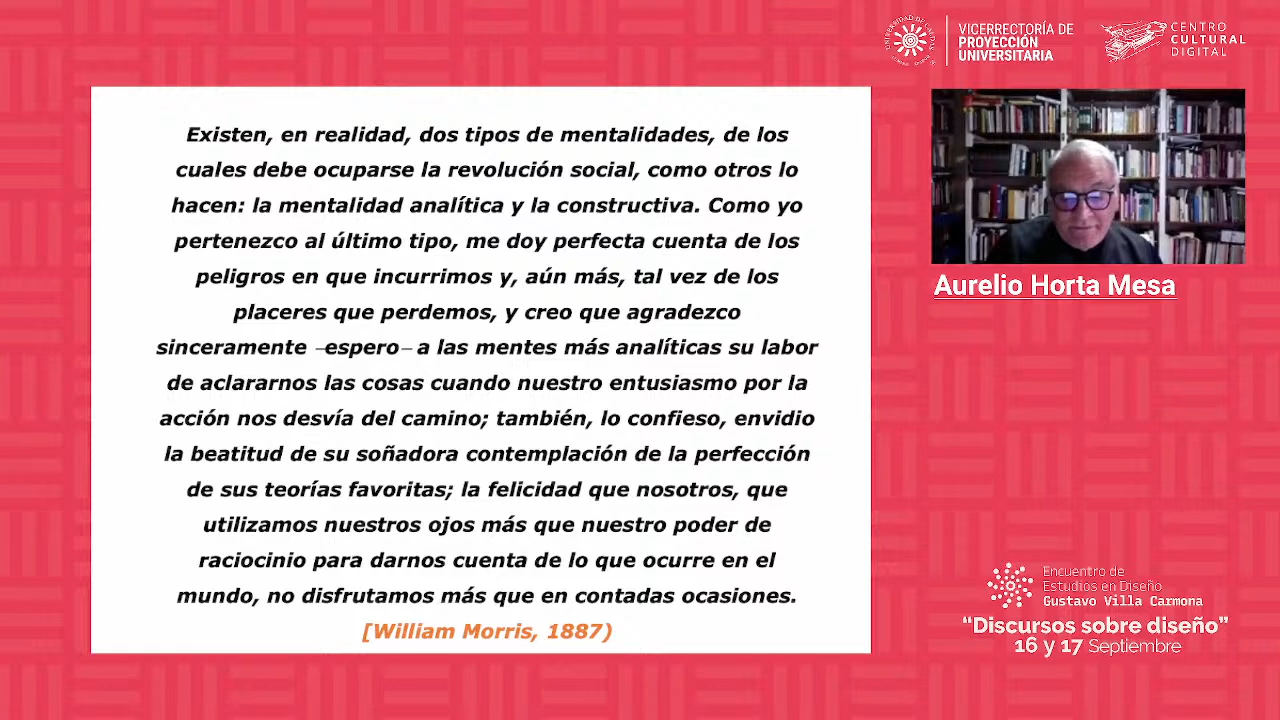 VICERRECTORÍA DE
PROYECCIÓN
UNIVERSITARIA
CENTRO
CULTURAL
DIGITAL
Existen, en realidad, dos tipos de mentalidades, de los
cuales debe ocuparse la revolución social, como otros lo
hacen: la mentalidad analítica y la constructiva. Como yo
pertenezco al último tipo, me doy perfecta cuenta de los
peligros en que incurrimos y, aún más, tal vez de los
placeres que perdemos, y creo que agradezco
sinceramente –espero– a las mentes más analíticas su labor
de aclararnos las cosas cuando nuestro entusiasmo por la
acción nos desvía del camino; también, lo confieso, envidio
la beatitud de su soñadora contemplación de la perfección
de sus teorías favoritas; la felicidad que nosotros, que
utilizamos nuestros ojos más que nuestro poder de
raciocinio para darnos cuenta de lo que ocurre en el
mundo, no disfrutamos más que en contadas ocasiones.
[William Morris, 1887)
Aurelio Horta Mesa
Encuentro de
Estudios en Diseño
Gustavo Villa Carmona
“Discursos sobre diseño”
16 y 17 Septiembre